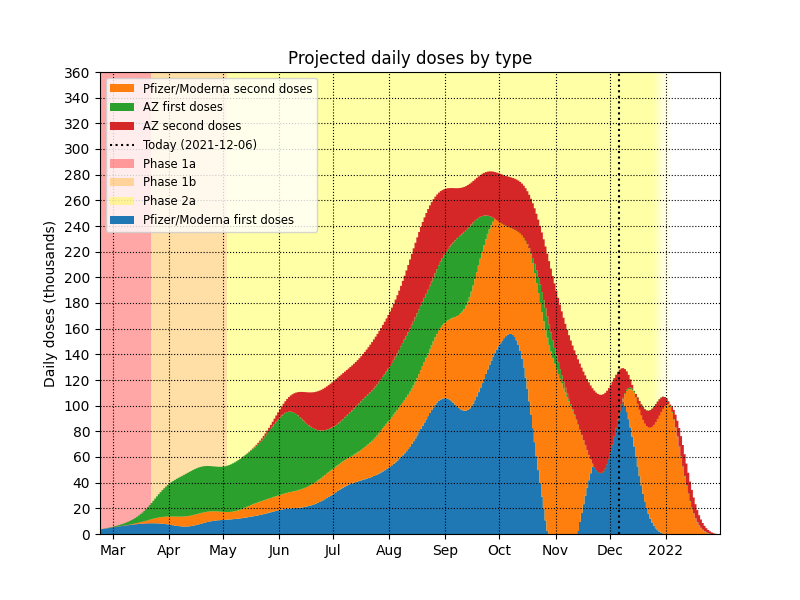 Projected daily doses by type
Daily doses (thousands)
360
340
320
300
280
260
240
220
200
180
160
140
120
100
80
60
40
20
0
Pfizer/Moderna second doses
AZ first doses
AZ second doses
Today (2021-12-06)
Phase 1a
Phase 1b
Phase 2a
Pfizer/Moderna first doses
Mar Apr May Jun Jul Aug Sep Oct Nov Dec 2022